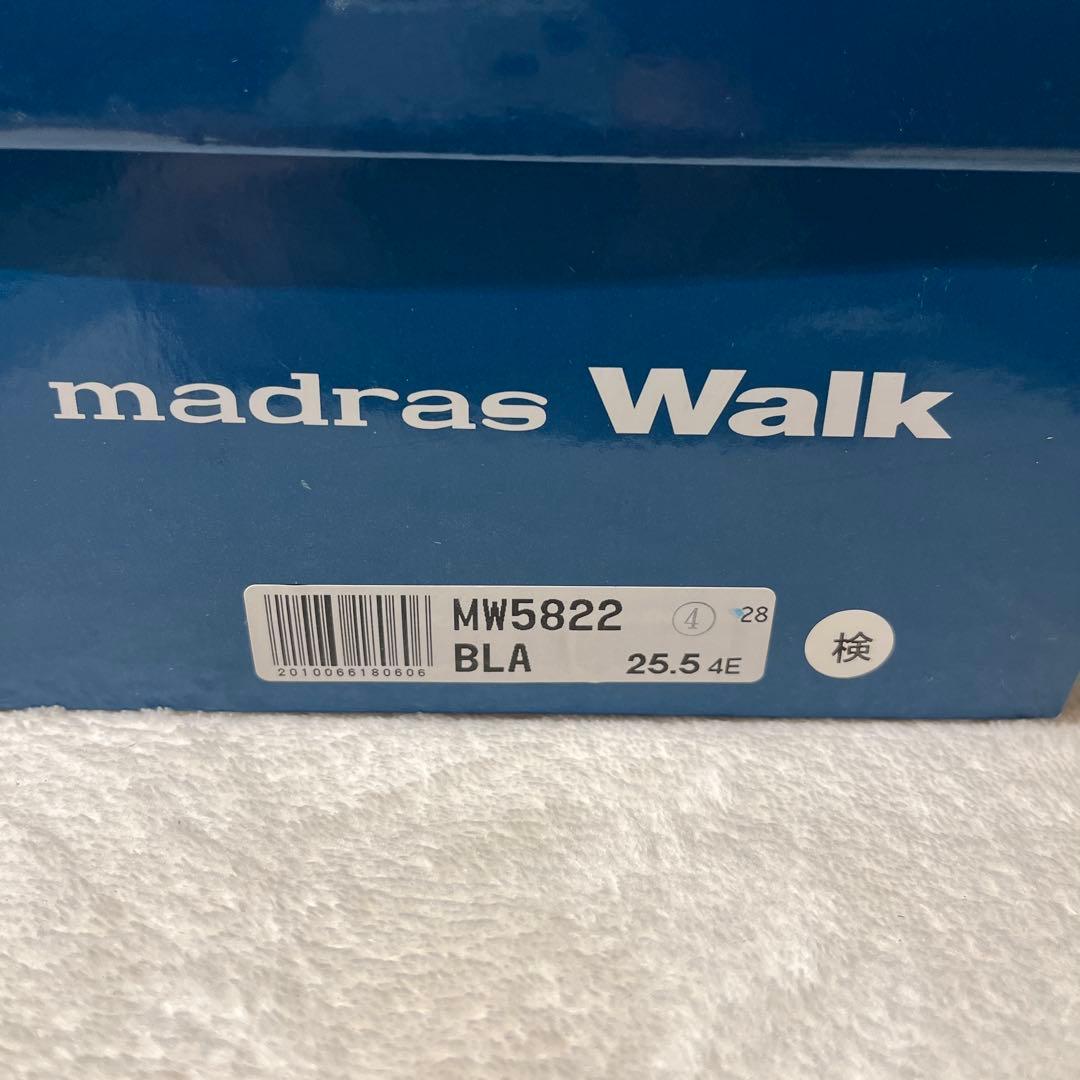 madras Walk
MW5822 ④ 28
BLA 25.5 4E
2010066180606
検